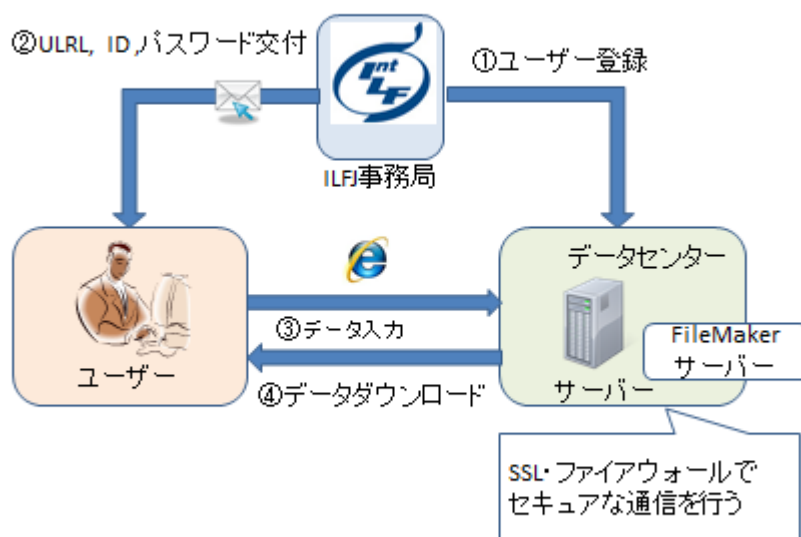 ②ULRL, ID ,パスワード交付
Int
LF
①ユーザー登録
ILFJ事務局
データセンター
FileMaker
サーバー
サーバー
③データ入力
ユーザー
④データダウンロード
SSL・ファイアウォールで
セキュアな通信を行う